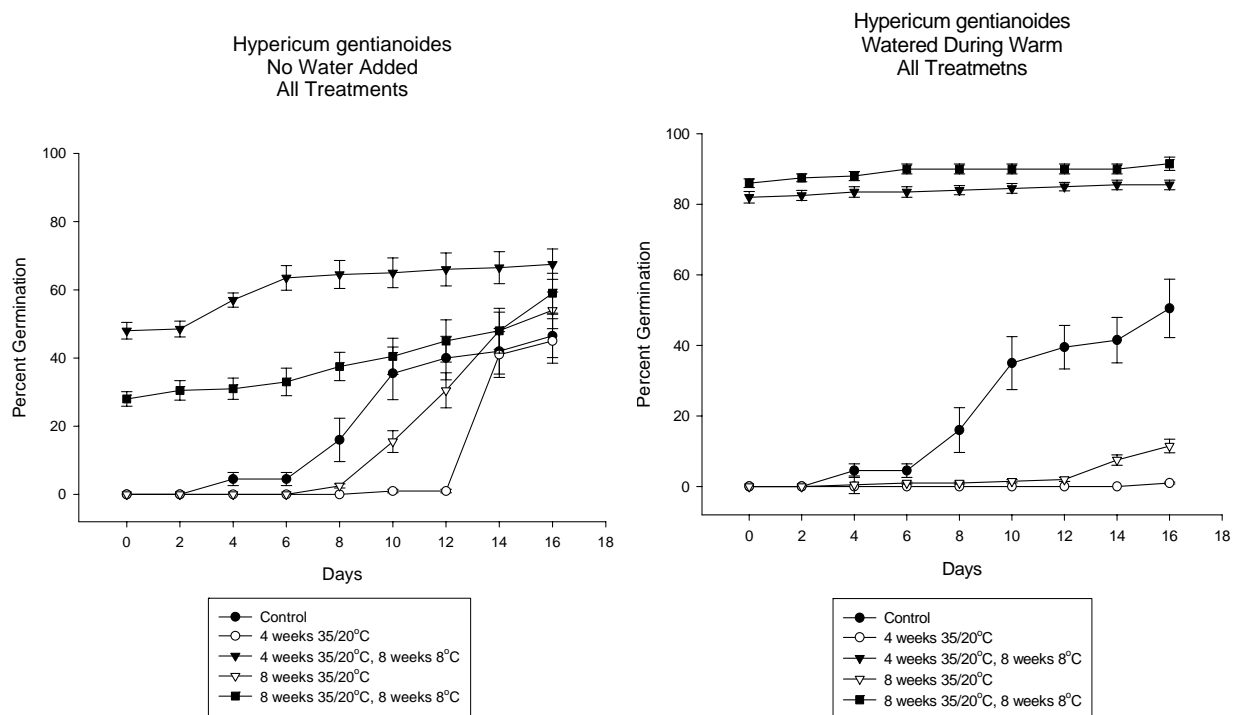 Hypericum gentianoides
No Water Added
All Treatments
100
80
60
40
20
0
Percent Germination
0 2 4 6 8 10 12 14 16 18
Days
Control
4 weeks 35/20°C
4 weeks 35/20°C, 8 weeks 8°C
8 weeks 35/20°C
8 weeks 35/20°C, 8 weeks 8°C
Hypericum gentianoides
Watered During Warm
All Treatmetns
100
80
60
40
20
0
Percent Germination
0 2 4 6 8 10 12 14 16 18
Days
Control
4 weeks 35/20°C
4 weeks 35/20°C, 8 weeks 8°C
8 weeks 35/20°C
8 weeks 35/20°C, 8 weeks 8°C